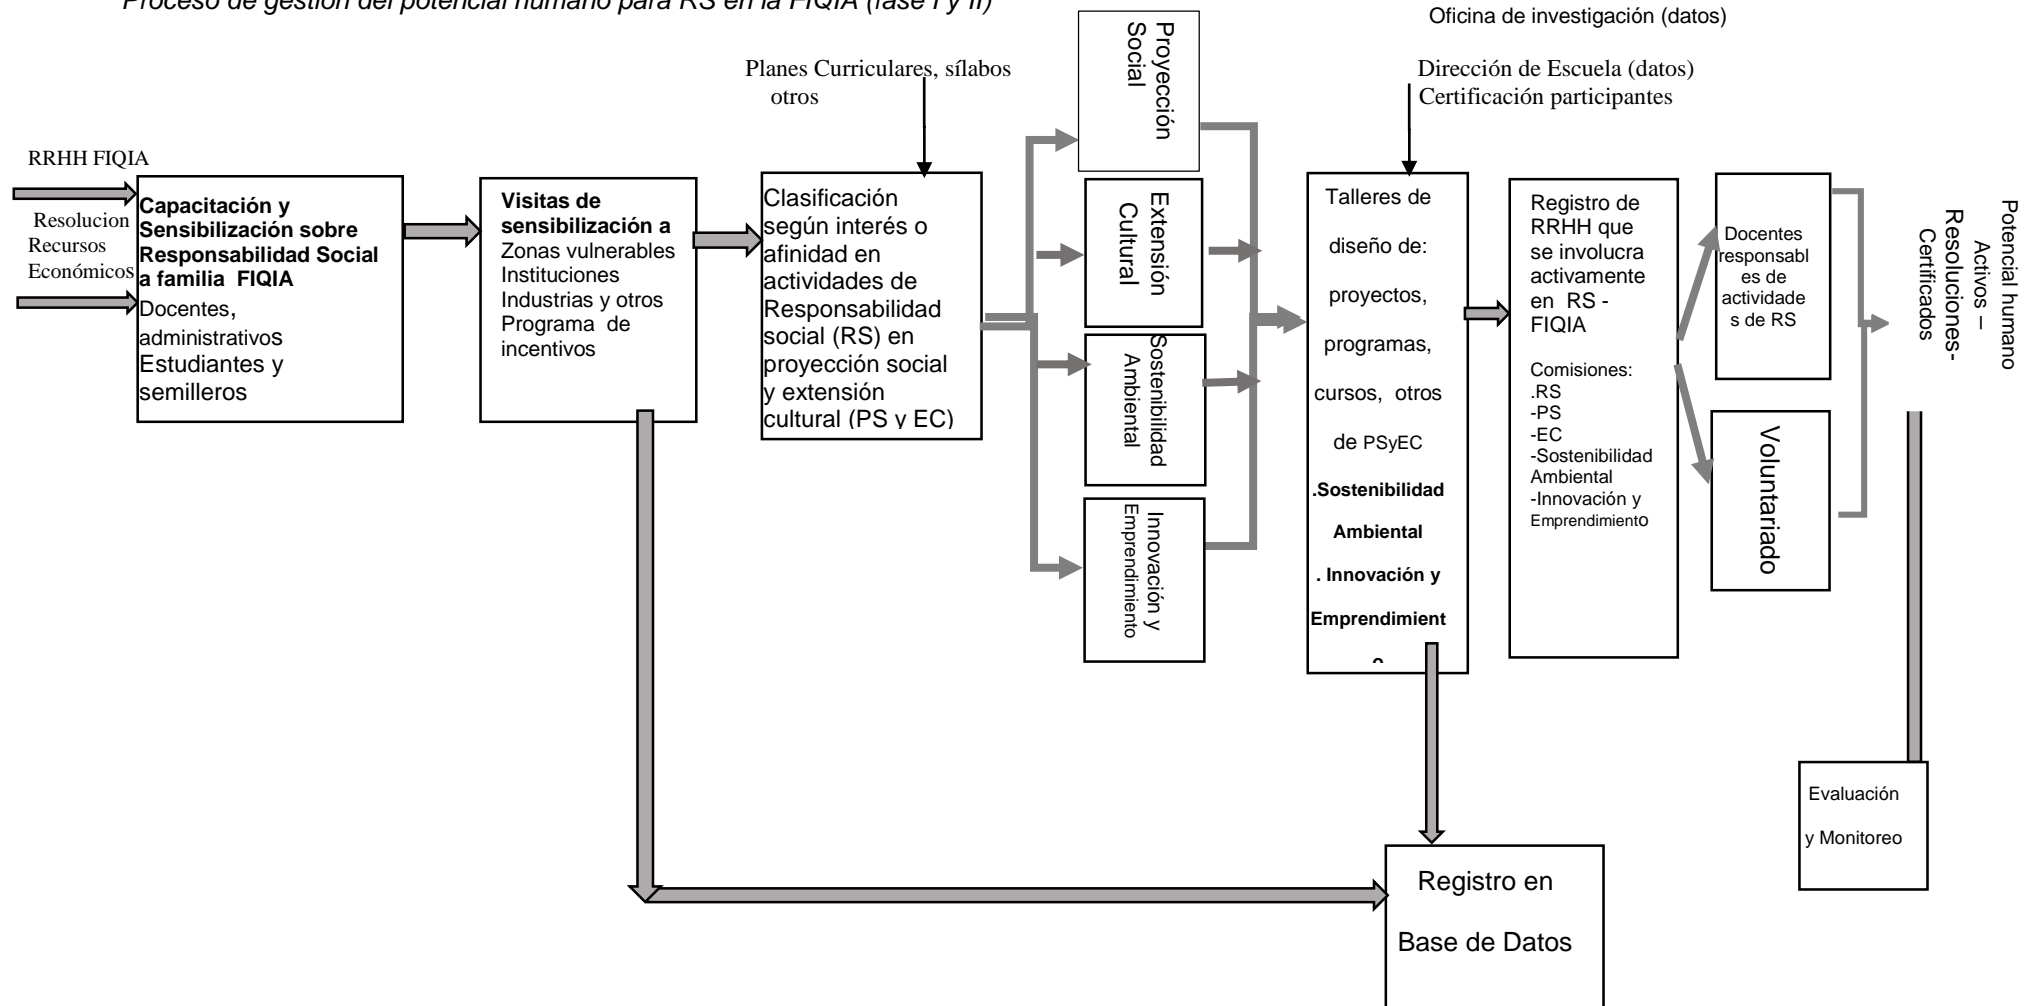 Proceso de gestión del potencial humano para RS en la FIQIA (fase I y II)
Oficina de investigación (datos)
Planes Curriculares, sílabos
otros
Dirección de Escuela (datos)
Certificación participantes
RRHH FIQIA
Resolucion
Recursos
Económicos
Capacitación y
Sensibilización sobre
Responsabilidad Social
a familia FIQIA
Docentes,
administrativos
Estudiantes y
semilleros
Visitas de
sensibilización a
Zonas vulnerables
Instituciones
Industrias y otros
Programa de
incentivos
Clasificación
según interés o
afinidad en
actividades de
Responsabilidad
social (RS) en
proyección social
y extensión
cultural (PS y EC)
Proyección
Social
Extensión
Cultural
Sostenibilidad
Ambiental
Innovación y
Emprendimiento
Talleres de
diseño de:
proyectos,
programas,
cursos, otros
de PSyEC
.Sostenibilidad
Ambiental
. Innovación y
Emprendimient
o
Registro de
RRHH que
se involucra
activamente
en RS -
FIQIA
Comisiones:
.RS
-PS
-EC
-Sostenibilidad
Ambiental
-Innovación y
Emprendimiento
Docentes
responsabl
es de
actividade
s de RS
Voluntariado
Potencial humano
Activos –
Resoluciones-
Certificados
Evaluación
y Monitoreo
Registro en
Base de Datos